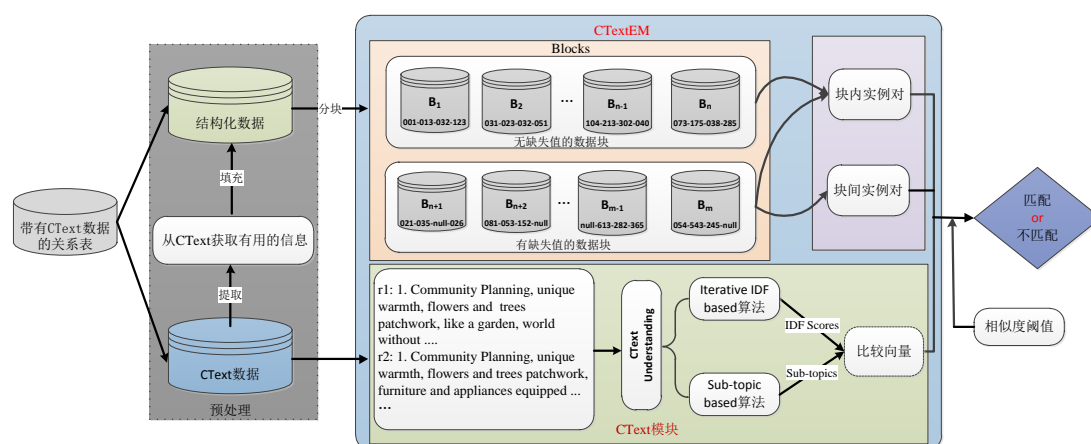 CTextEM
Blocks
B1
001-013-032-123
B2
031-023-032-051
...
Bn-1
104-213-302-040
Bn
073-175-038-285
无缺失值的数据块
Bn+1
021-035-null-026
Bn+2
081-053-152-null
...
Bm-1
null-613-282-365
Bm
054-543-245-null
有缺失值的数据块
结构化数据
分块
填充
带有CText数据
的关系表
从CText获取有用的信息
提取
CText数据
预处理
块内实例对
块间实例对
匹配
or
不匹配
相似度阈值
r1: 1. Community Planning, unique
warmth, flowers and trees
patchwork, like a garden, world
without ....
r2: 1. Community Planning, unique
warmth, flowers and trees patchwork,
furniture and appliances equipped ...
...
CText
Understanding
Iterative IDF
based算法
IDF Scores
Sub-topic
based算法
Sub-topics
比较向量
CText模块